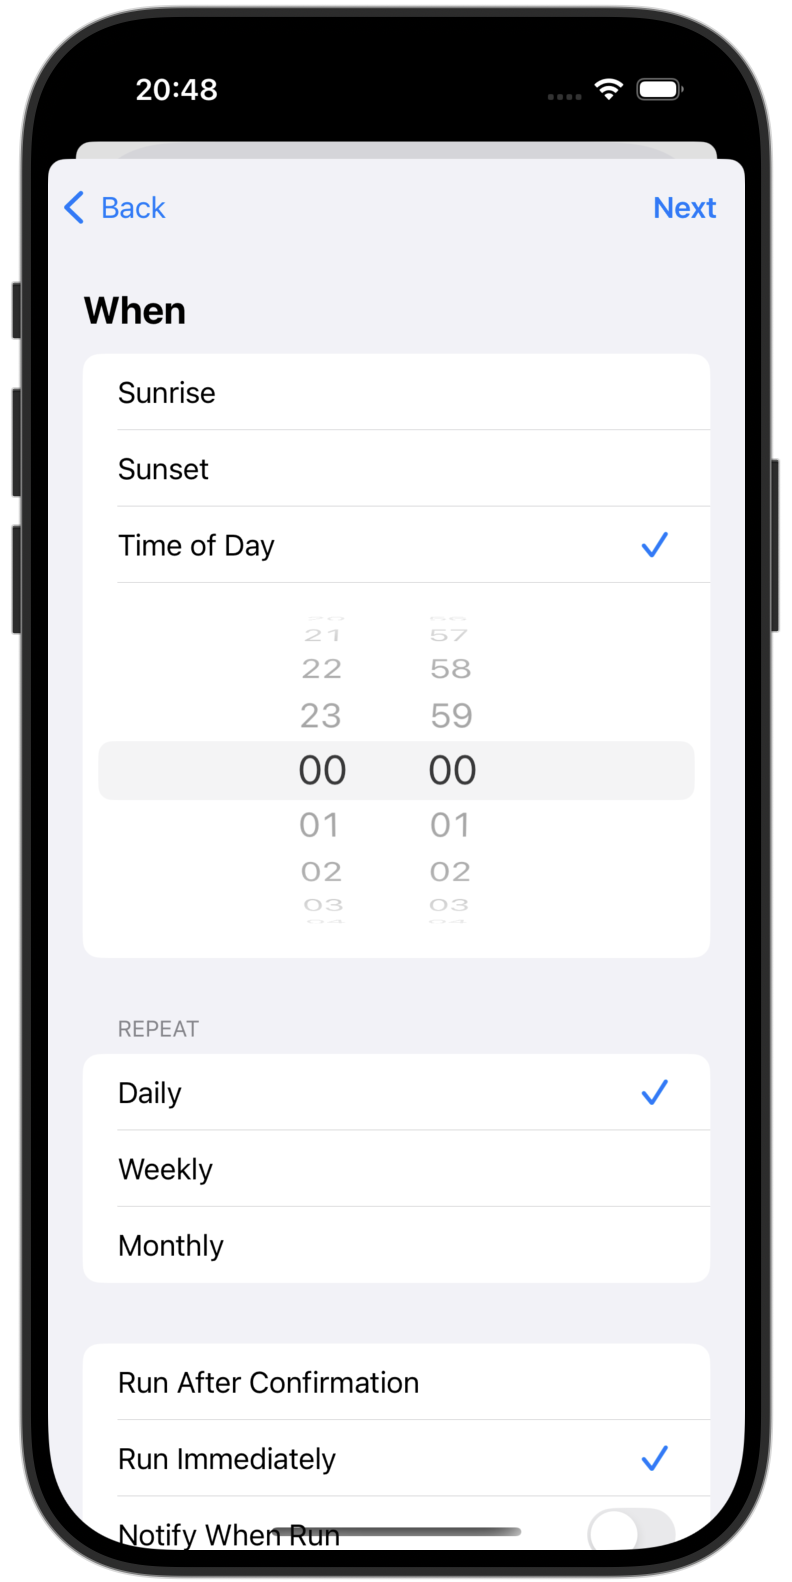 20:48
Back Next
When
Sunrise
Sunset
Time of Day
21 57
22 58
23 59
00 00
01 01
02 02
03 03
REPEAT
Daily
Weekly
Monthly
Run After Confirmation
Run Immediately
Notify When Run